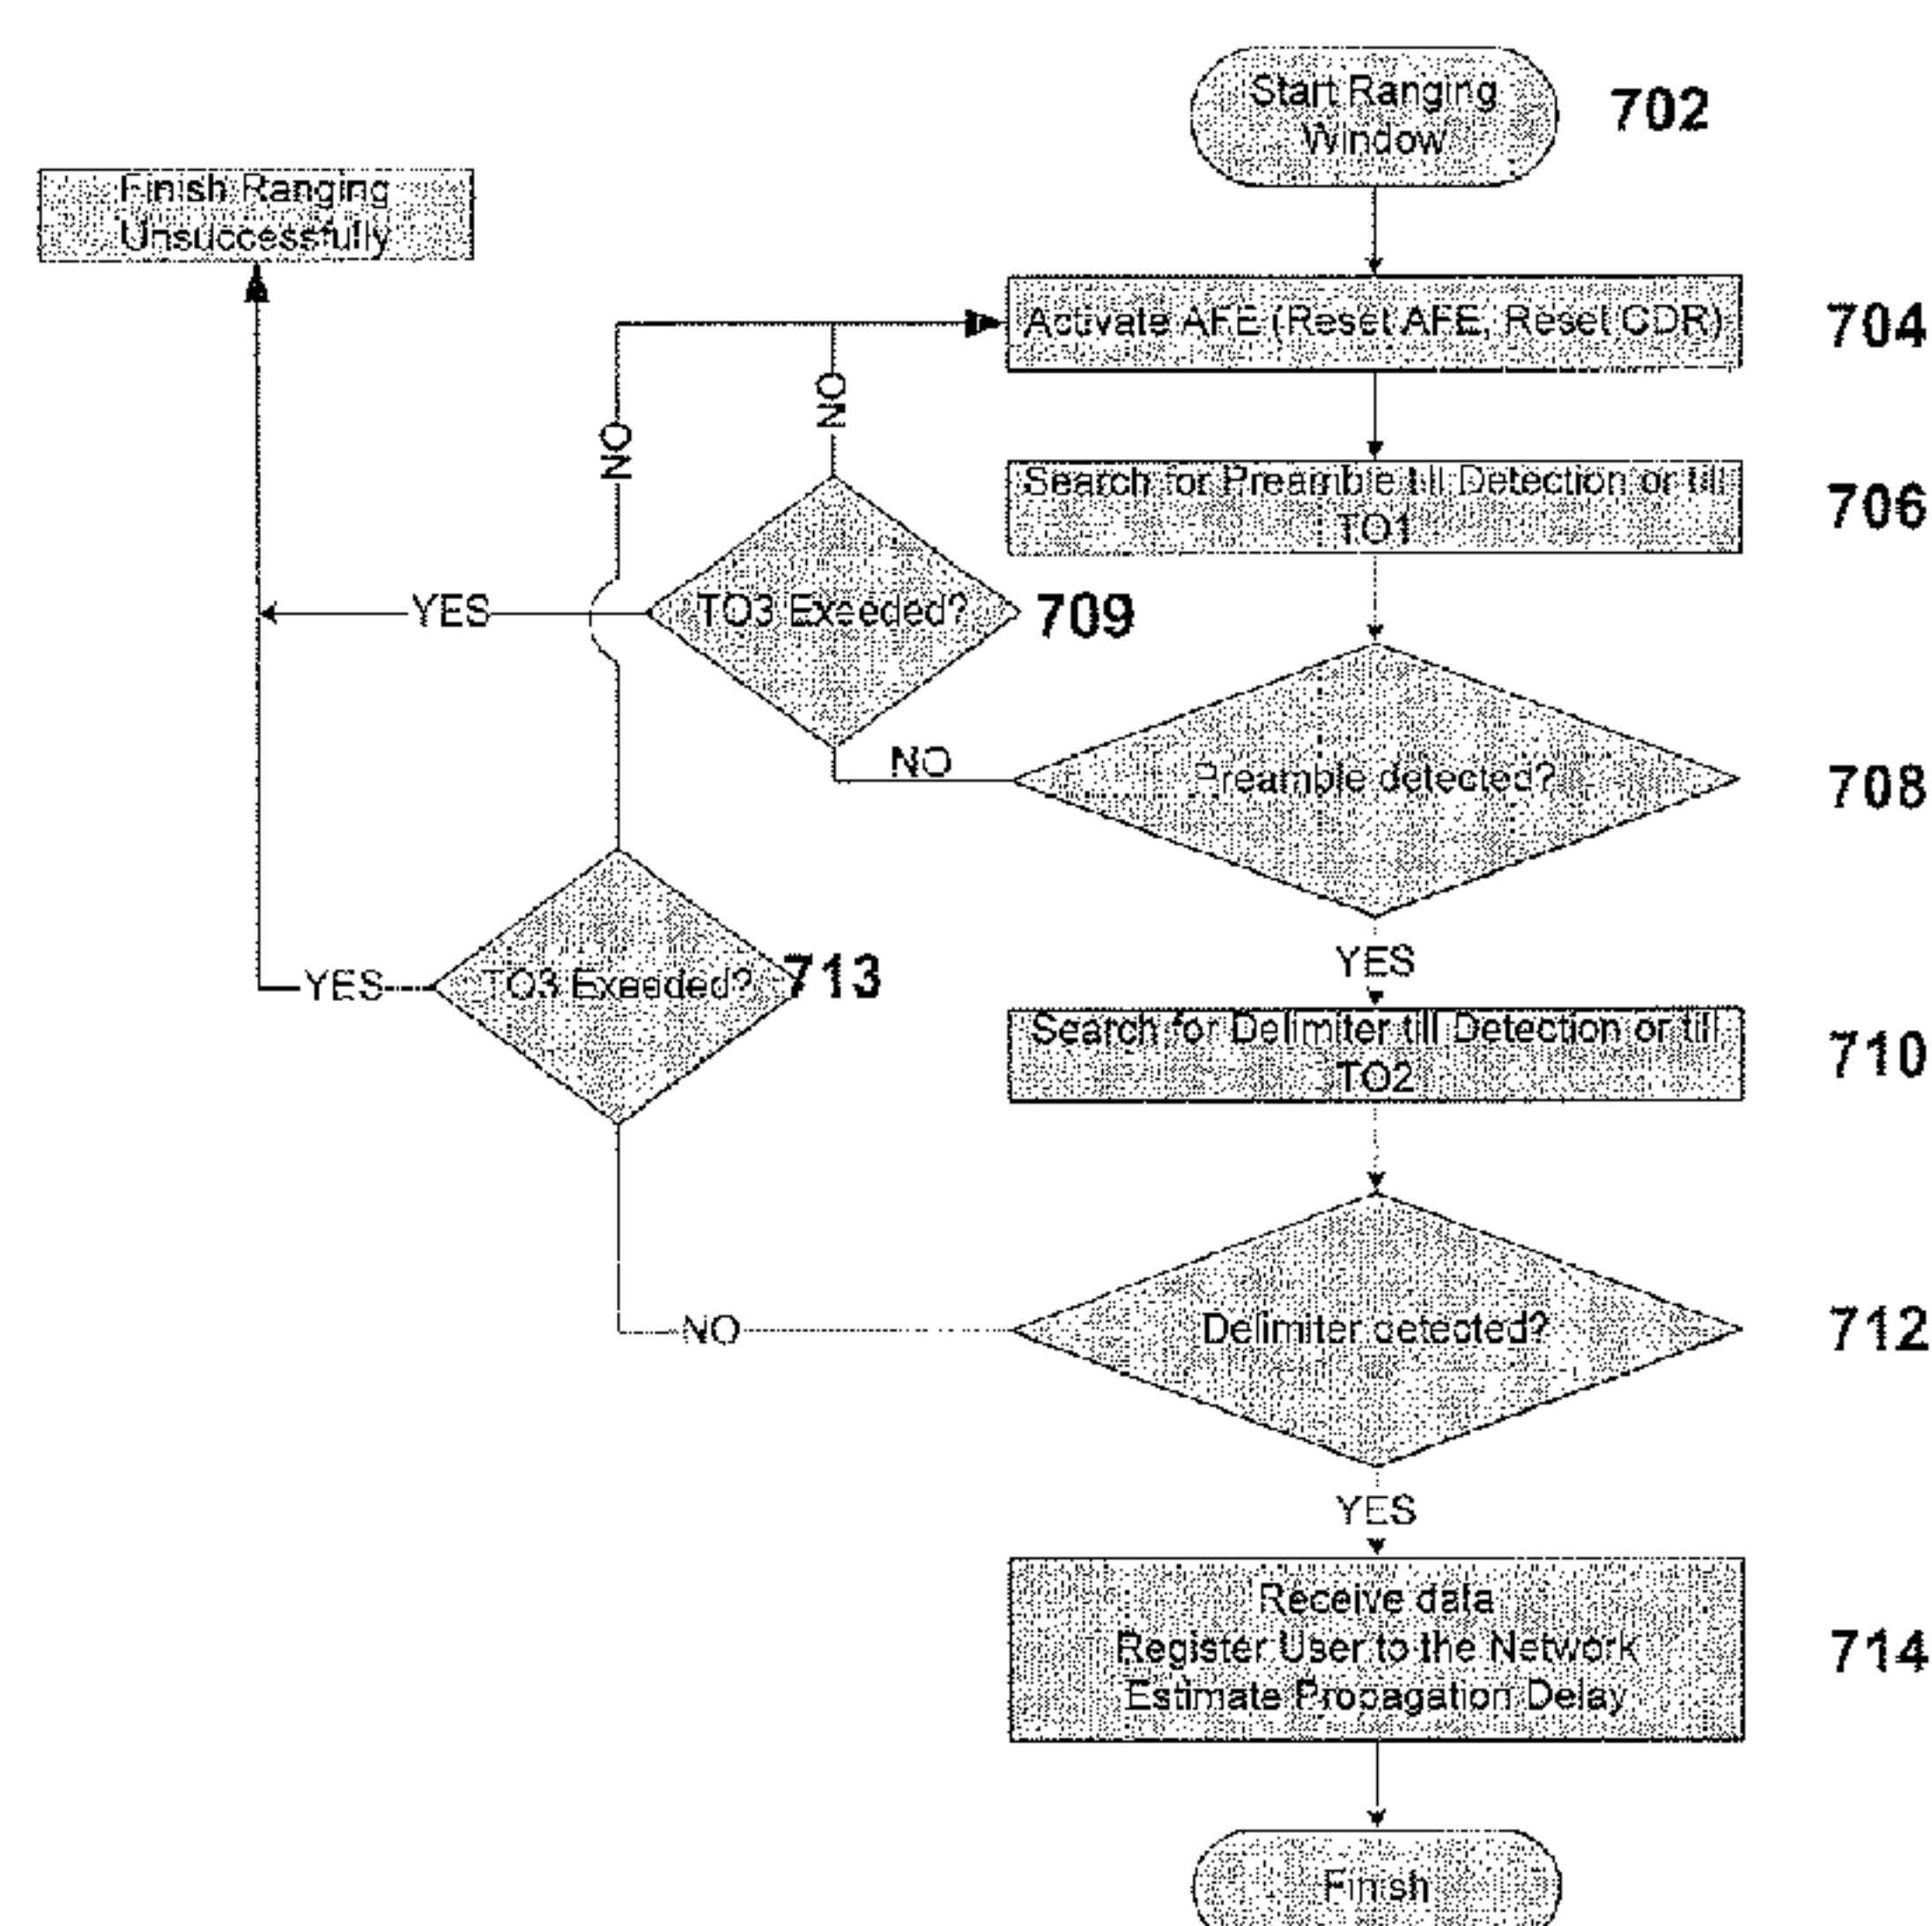 Start Ranging
Window
702
Finish Ranging
Unsuccessfully
Activate AFE (Reset AFE, Reset CDR)
704
NO
NO
Search for Preamble till Detection or till
TO1
706
YES
TO3 Exeeded?
709
NO
Preamble detected?
708
YES
YES
TO3 Exeeded?
713
Search for Delimiter till Detection or till
TO2
710
NO
Delimiter detected?
712
YES
Receive data
Register User to the Network
Estimate Propagation Delay
714
Finish